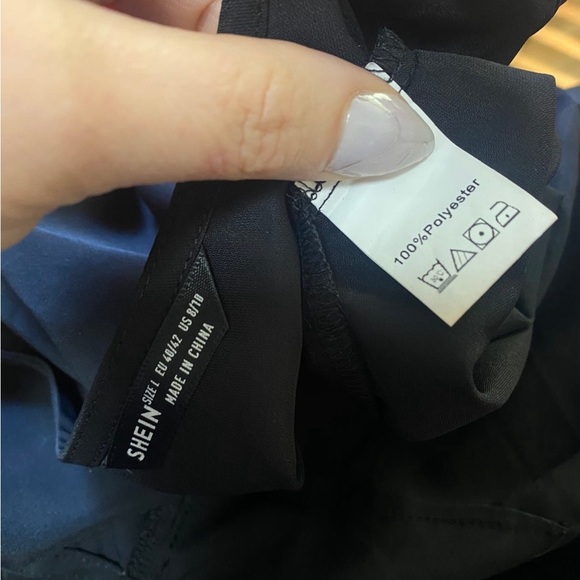 SHEIN
SIZE L EU 40/42 US 8/10
MADE IN CHINA
100%Polyester